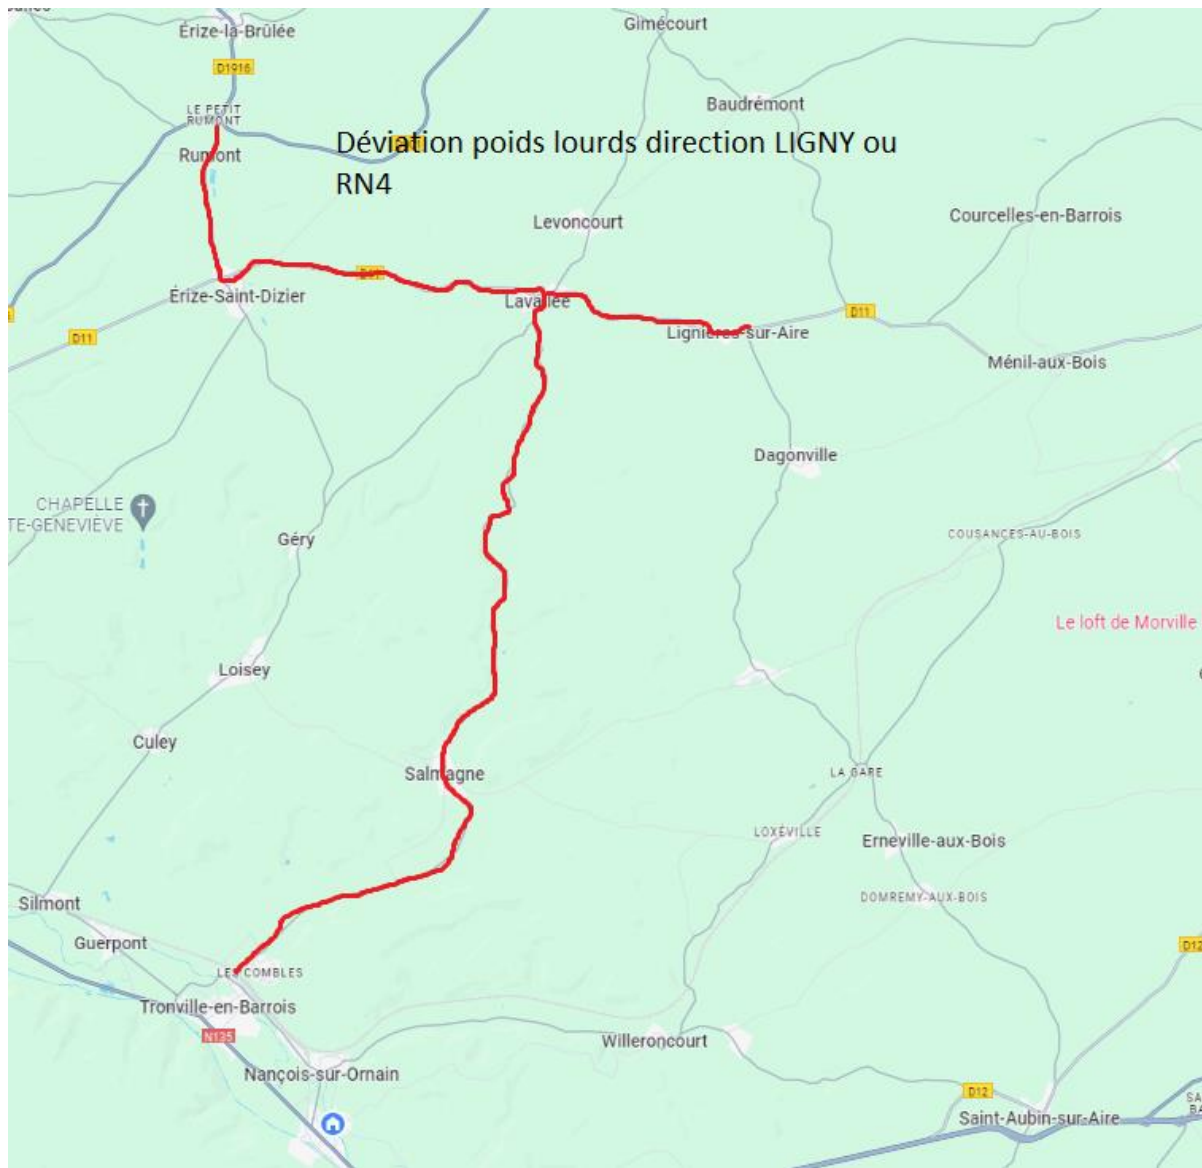 Érize-la-Brûlée
Gimécourt
D1916
Baudrémont
LE PETIT
RUMONT
Rumont
Déviation poids lourds direction LIGNY ou
RN4
Levoncourt
Courcelles-en-Barrois
Érize-Saint-Dizier
Lavallée
D11
D11
Lignières-sur-Aire
Ménil-aux-Bois
Dagonville
CHAPELLE
TE-GENEVIÈVE
Géry
COUSANCES-AU-BOIS
Le loft de Morville
Loisey
Culey
Salmagne
LA GARE
LOXÉVILLE
Erneville-aux-Bois
DOMREMY-AUX-BOIS
Silmont
Guerpont
D12
LES COMBLES
Tronville-en-Barrois
N135
Willeroncourt
Nançois-sur-Ornain
D12
Saint-Aubin-sur-Aire